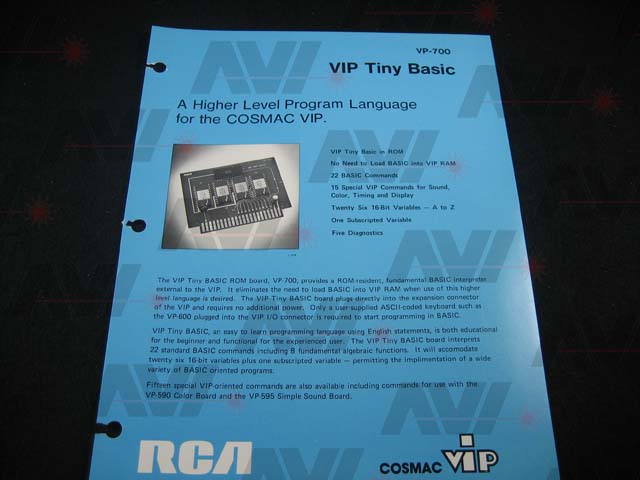 VP-700
VIP Tiny Basic
A Higher Level Program Language
for the COSMAC VIP.
VIP Tiny Basic in ROM
No Need to Load BASIC into VIP RAM
22 BASIC Commands
15 Special VIP Commands for Sound,
Color, Timing and Display
Twenty Six 16-Bit Variables — A to Z
One Subscripted Variable
Five Diagnostics
The VIP Tiny BASIC ROM board, VP-700, provides a ROM-resident, fundamental BASIC interpreter
external to the VIP. It eliminates the need to load BASIC into VIP RAM when use of this higher
level language is desired. The VIP Tiny BASIC board plugs directly into the expansion connector
of the VIP and requires no additional power. Only a user-supplied ASCII-coded keyboard such as
the VP-600 plugged into the VIP I/O connector is required to start programming in BASIC.
VIP Tiny BASIC, an easy to learn programming language using English statements, is both educational
for the beginner and functional for the experienced user. The VIP Tiny BASIC board interprets
22 standard BASIC commands including 8 fundamental algebraic functions. It will accomodate
twenty six 16-bit variables plus one subscripted variable — permitting the implimentation of a wide
variety of BASIC oriented programs.
Fifteen special VIP-oriented commands are also available including commands for use with the
VP-590 Color Board and the VP-595 Simple Sound Board.
RCA
COSMAC VIP
AVI